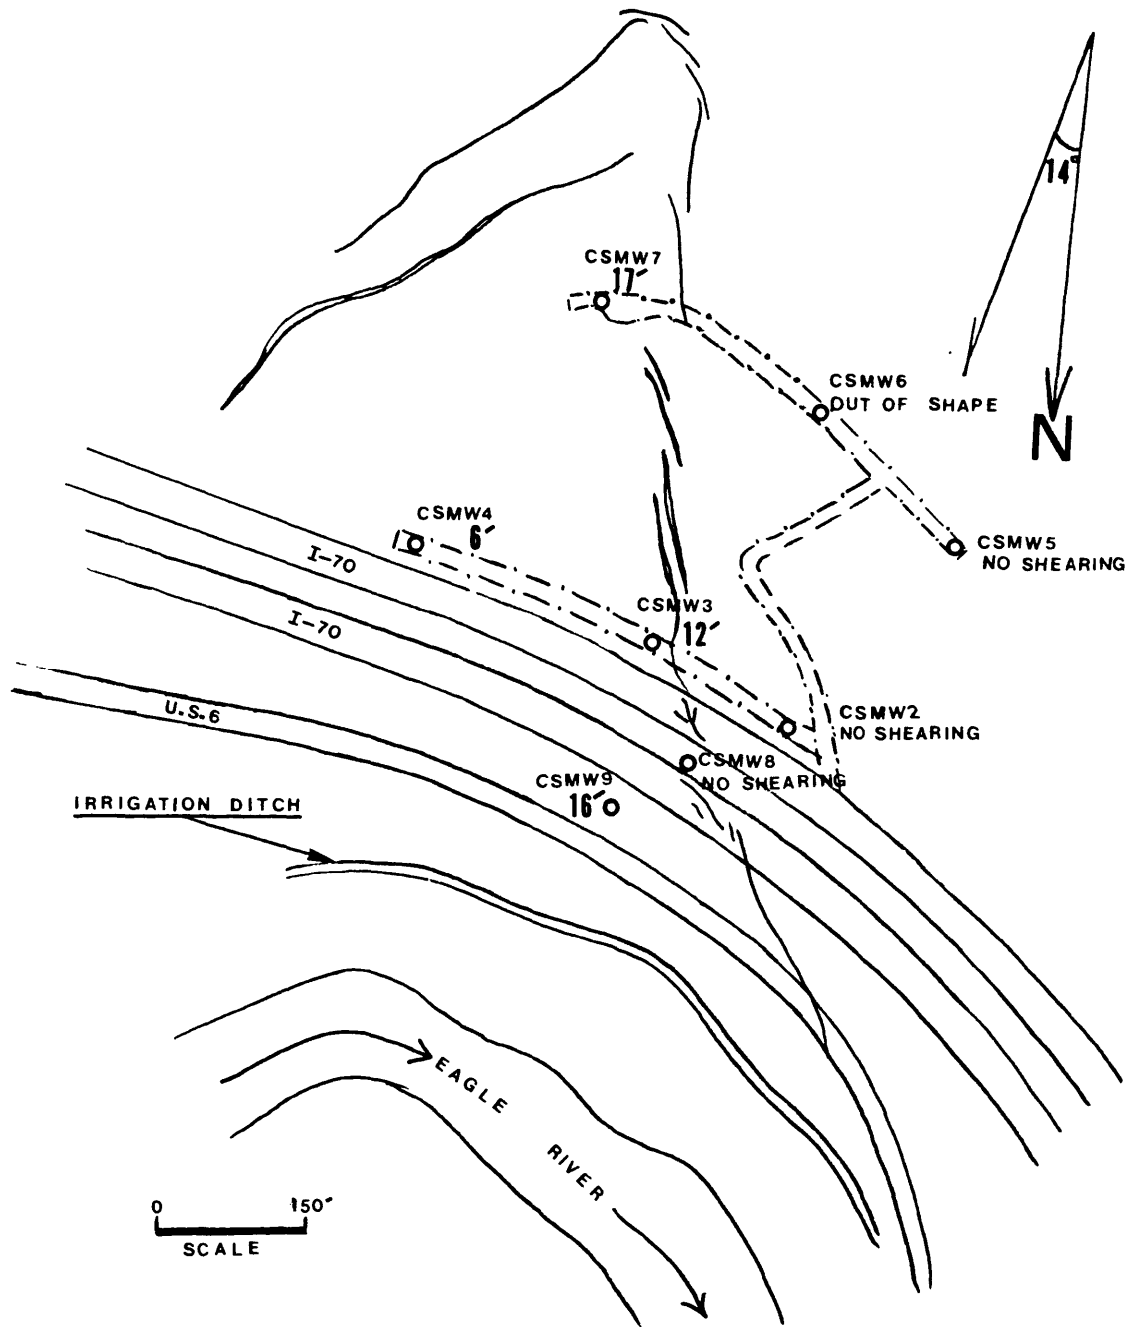 14°
CSMW7
17'
N
CSMW6
OUT OF SHAPE
CSMW4
6'
CSMW5
NO SHEARING
I-70
CSMW3
12'
I-70
U.S.6
CSMW2
NO SHEARING
CSMW8
NO SHEARING
CSMW9
16'
IRRIGATION DITCH
EAGLE
RIVER
0 150'
SCALE